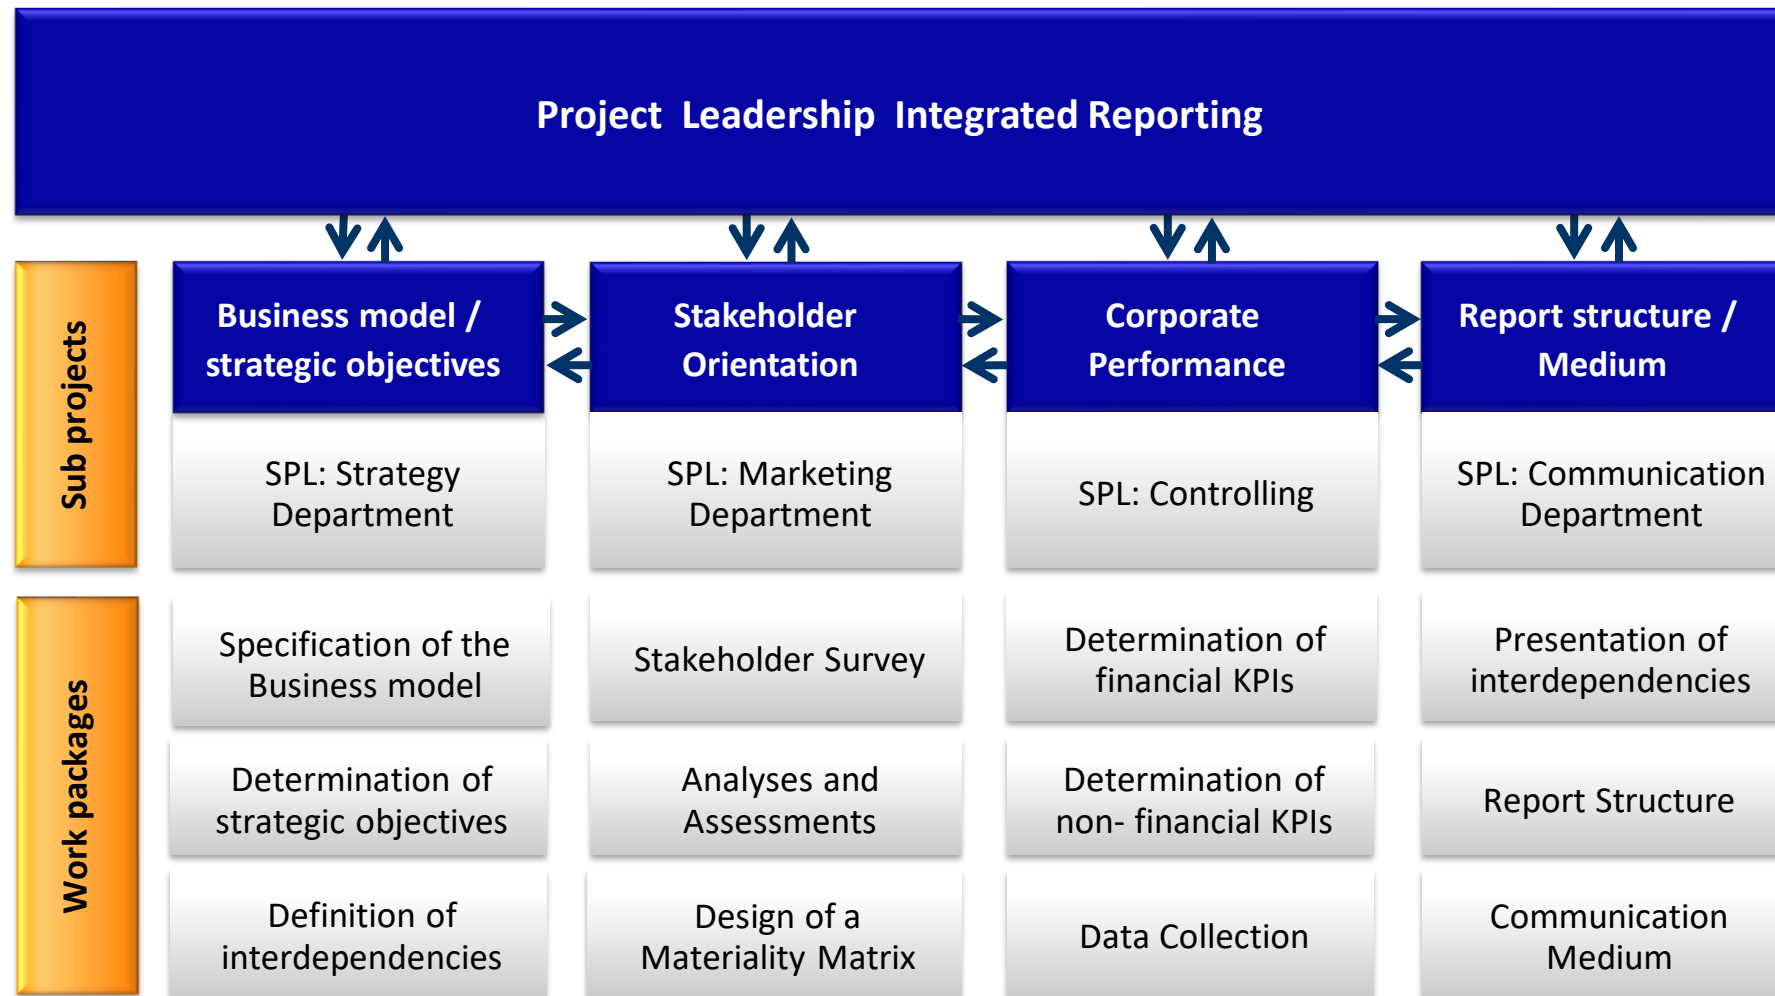 Project Leadership Integrated Reporting
Sub projects
Business model /
strategic objectives
Stakeholder
Orientation
Corporate
Performance
Report structure /
Medium
SPL: Strategy
Department
SPL: Marketing
Department
SPL: Controlling
SPL: Communication
Department
Work packages
Specification of the
Business model
Stakeholder Survey
Determination of
financial KPIs
Presentation of
interdependencies
Determination of
strategic objectives
Analyses and
Assessments
Determination of
non- financial KPIs
Report Structure
Definition of
interdependencies
Design of a
Materiality Matrix
Data Collection
Communication
Medium